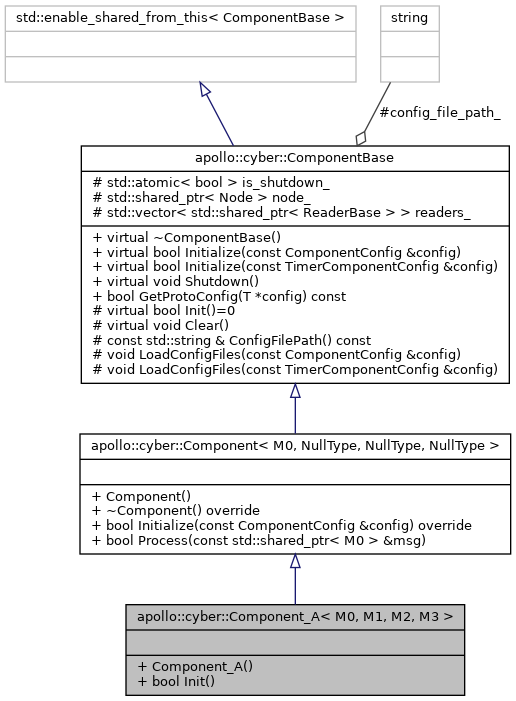 std::enable_shared_from_this< ComponentBase >
string
#config_file_path_
apollo::cyber::ComponentBase
# std::atomic< bool > is_shutdown_
# std::shared_ptr< Node > node_
# std::vector< std::shared_ptr< ReaderBase > > readers_
+ virtual ~ComponentBase()
+ virtual bool Initialize(const ComponentConfig &config)
+ virtual bool Initialize(const TimerComponentConfig &config)
+ virtual void Shutdown()
+ bool GetProtoConfig(T *config) const
# virtual bool Init()=0
# virtual void Clear()
# const std::string & ConfigFilePath() const
# void LoadConfigFiles(const ComponentConfig &config)
# void LoadConfigFiles(const TimerComponentConfig &config)
apollo::cyber::Component< M0, NullType, NullType, NullType >
+ Component()
+ ~Component() override
+ bool Initialize(const ComponentConfig &config) override
+ bool Process(const std::shared_ptr< M0 > &msg)
apollo::cyber::Component_A< M0, M1, M2, M3 >
+ Component_A()
+ bool Init()